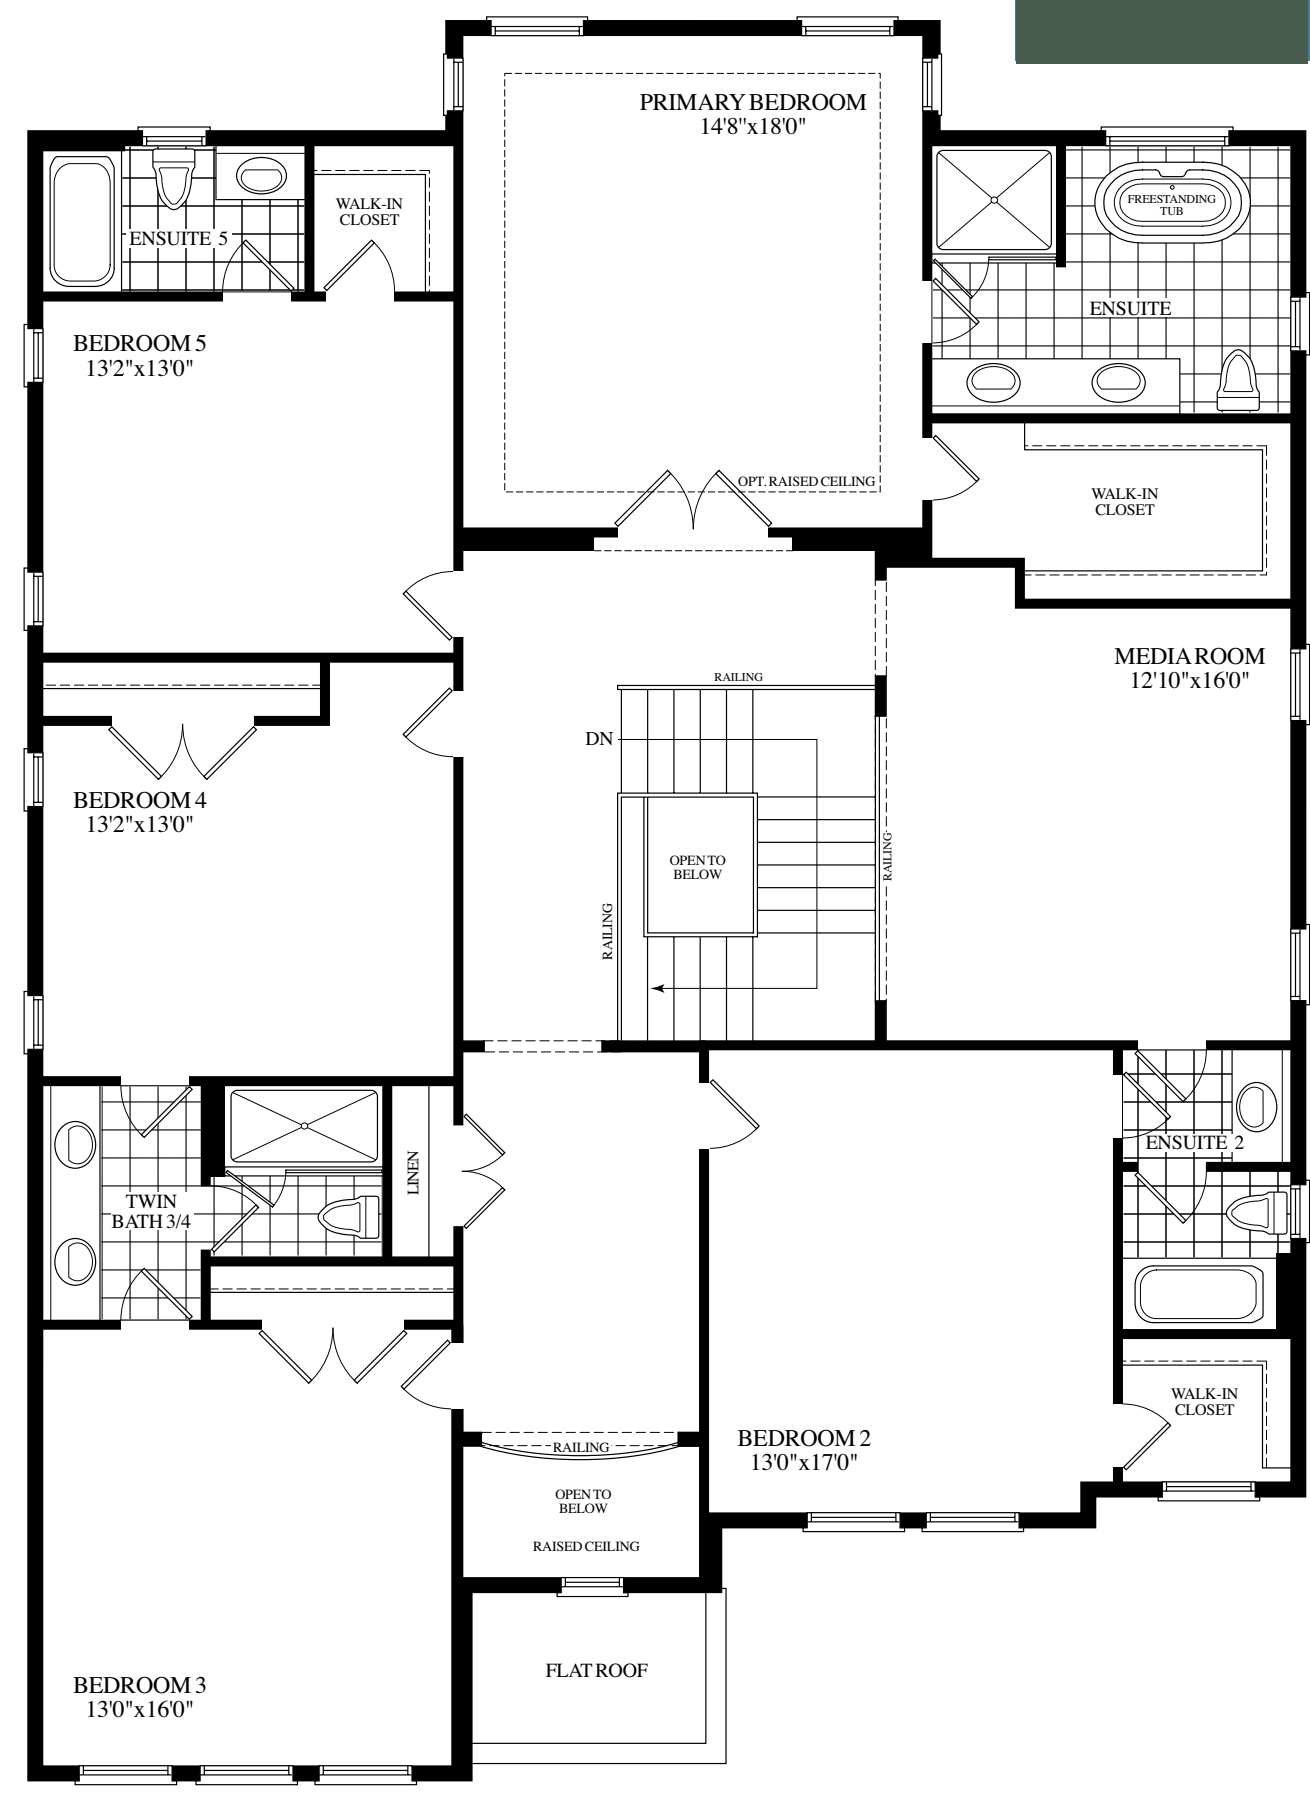 PRIMARY BEDROOM
14'8"x18'0"
WALK-IN
CLOSET
ENSUITE 5
FREESTANDING
TUB
ENSUITE
BEDROOM 5
13'2"x13'0"
OPT. RAISED CEILING
WALK-IN
CLOSET
MEDIA ROOM
12'10"x16'0"
RAILING
DN
BEDROOM 4
13'2"x13'0"
OPEN TO
BELOW
RAILING
RAILING
ENSUITE 2
LINEN
TWIN
BATH 3/4
WALK-IN
CLOSET
BEDROOM 2
13'0"x17'0"
RAILING
OPEN TO
BELOW
RAISED CEILING
FLAT ROOF
BEDROOM 3
13'0"x16'0"